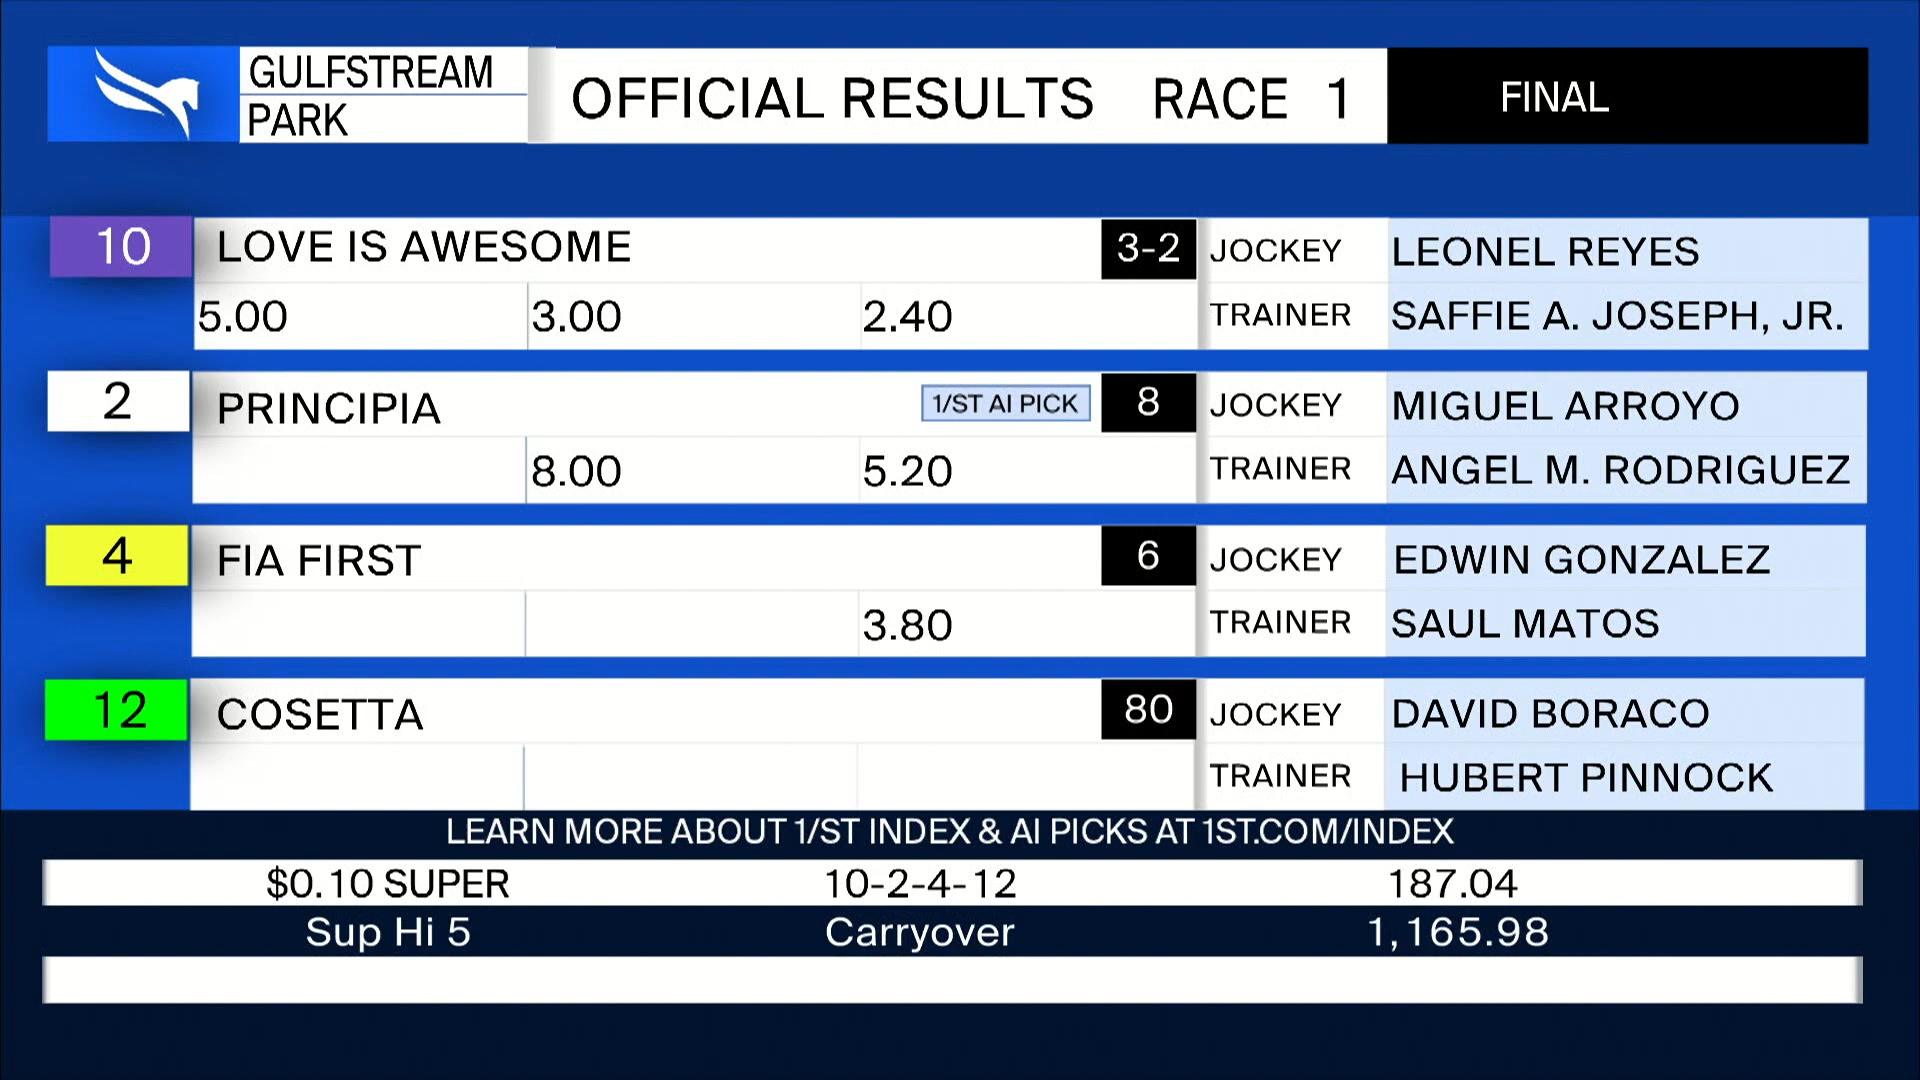 GULFSTREAM
PARK
OFFICIAL RESULTS RACE 1
FINAL
10 LOVE IS AWESOME 3-2 JOCKEY LEONEL REYES
5.00 3.00 2.40 TRAINER SAFFIE A. JOSEPH, JR.
2 PRINCIPIA 1/ST AI PICK 8 JOCKEY MIGUEL ARROYO
8.00 5.20 TRAINER ANGEL M. RODRIGUEZ
4 FIA FIRST 6 JOCKEY EDWIN GONZALEZ
3.80 TRAINER SAUL MATOS
12 COSETTA 80 JOCKEY DAVID BORACO
TRAINER HUBERT PINNOCK
LEARN MORE ABOUT 1/ST INDEX & AI PICKS AT 1ST.COM/INDEX
$0.10 SUPER 10-2-4-12 187.04
Sup Hi 5 Carryover 1,165.98